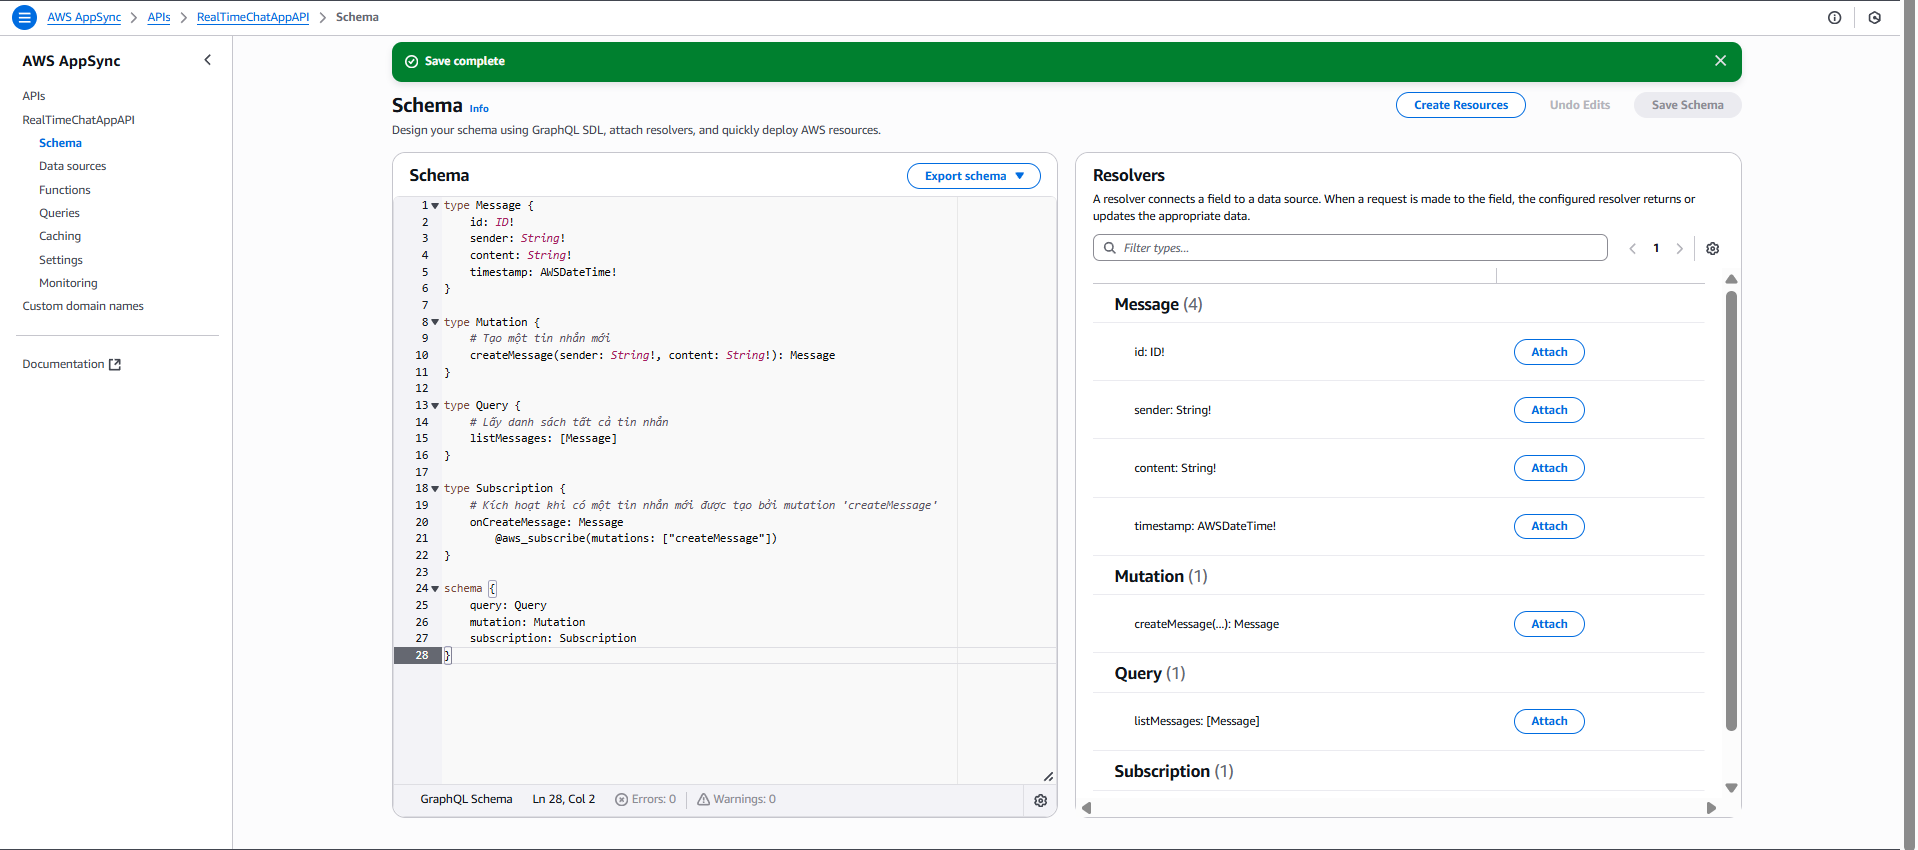 AWS AppSync > APIs > RealTimeChatAppAPI > Schema
AWS AppSync
APIs
RealTimeChatAppAPI
Schema
Data sources
Functions
Queries
Caching
Settings
Monitoring
Custom domain names
Documentation
Save complete
Schema Info
Create Resources
Undo Edits
Save Schema
Design your schema using GraphQL SDL, attach resolvers, and quickly deploy AWS resources.
Schema
Export schema
1 type Message {
2 id: ID!
3 sender: String!
4 content: String!
5 timestamp: AWSDateTime!
6 }
7
8 type Mutation {
9 # Tạo một tin nhắn mới
10 createMessage(sender: String!, content: String!): Message
11 }
12
13 type Query {
14 # Lấy danh sách tất cả tin nhắn
15 listMessages: [Message]
16 }
17
18 type Subscription {
19 # Kích hoạt khi có một tin nhắn mới được tạo bởi mutation 'createMessage'
20 onCreateMessage: Message
21 @aws_subscribe(mutations: ["createMessage"])
22 }
23
24 schema {
25 query: Query
26 mutation: Mutation
27 subscription: Subscription
28 }
GraphQL Schema
Ln 28, Col 2
Errors: 0
Warnings: 0
Resolvers
A resolver connects a field to a data source. When a request is made to the field, the configured resolver returns or
updates the appropriate data.
Filter types...
1
Message (4)
id: ID! Attach
sender: String! Attach
content: String! Attach
timestamp: AWSDateTime! Attach
Mutation (1)
createMessage(...): Message Attach
Query (1)
listMessages: [Message] Attach
Subscription (1)